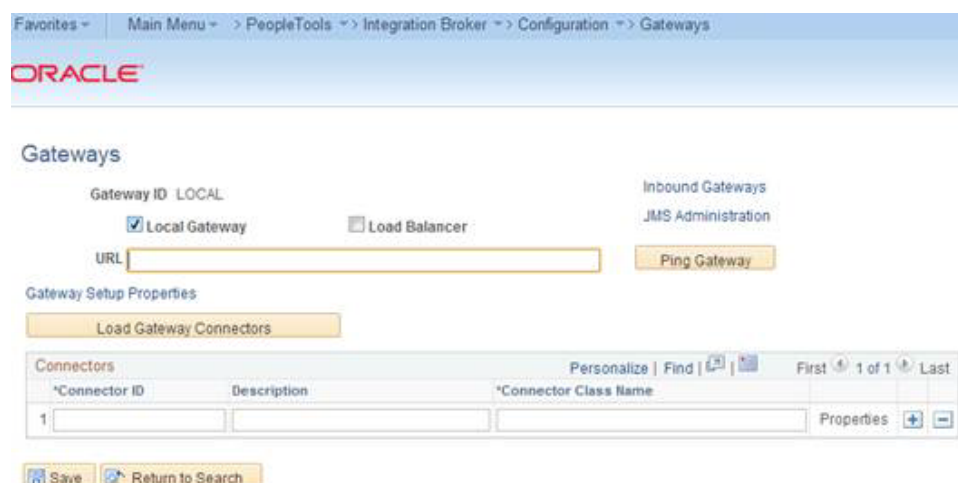 Favorites Main Menu > PeopleTools > Integration Broker > Configuration > Gateways
ORACLE
Gateways
Gateway ID LOCAL Inbound Gateways
Local Gateway Load Balancer JMS Administration
URL Ping Gateway
Gateway Setup Properties
Load Gateway Connectors
Connectors Personalize | Find | | First 1 of 1 Last
*Connector ID Description *Connector Class Name
1 Properties
Save Return to Search